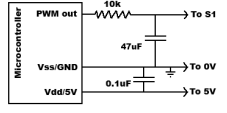 10k
PWM out
To S1
Microcontroller
47uF
Vss/GND
To 0V
0.1uF
Vdd/5V
To 5V